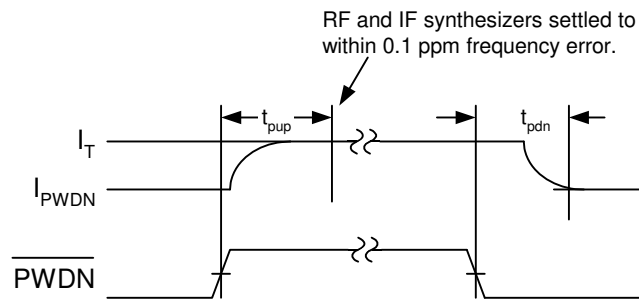 RF and IF synthesizers settled to
within 0.1 ppm frequency error.
t_pup
t_pdn
I_T
I_PWDN
PWDN